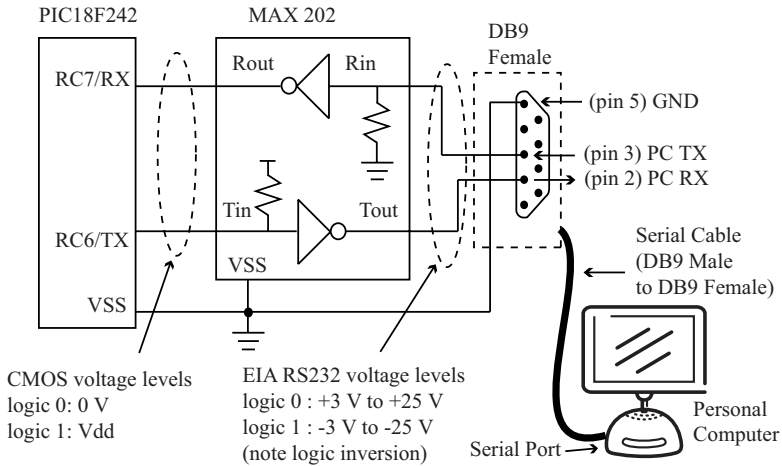 PIC18F242
MAX 202
DB9
Female
RC7/RX
Rout
Rin
(pin 5) GND
(pin 3) PC TX
(pin 2) PC RX
Tin
Tout
RC6/TX
VSS
VSS
Serial Cable
(DB9 Male
to DB9 Female)
CMOS voltage levels
logic 0: 0 V
logic 1: Vdd
EIA RS232 voltage levels
logic 0 : +3 V to +25 V
logic 1 : -3 V to -25 V
(note logic inversion)
Serial Port
Personal
Computer